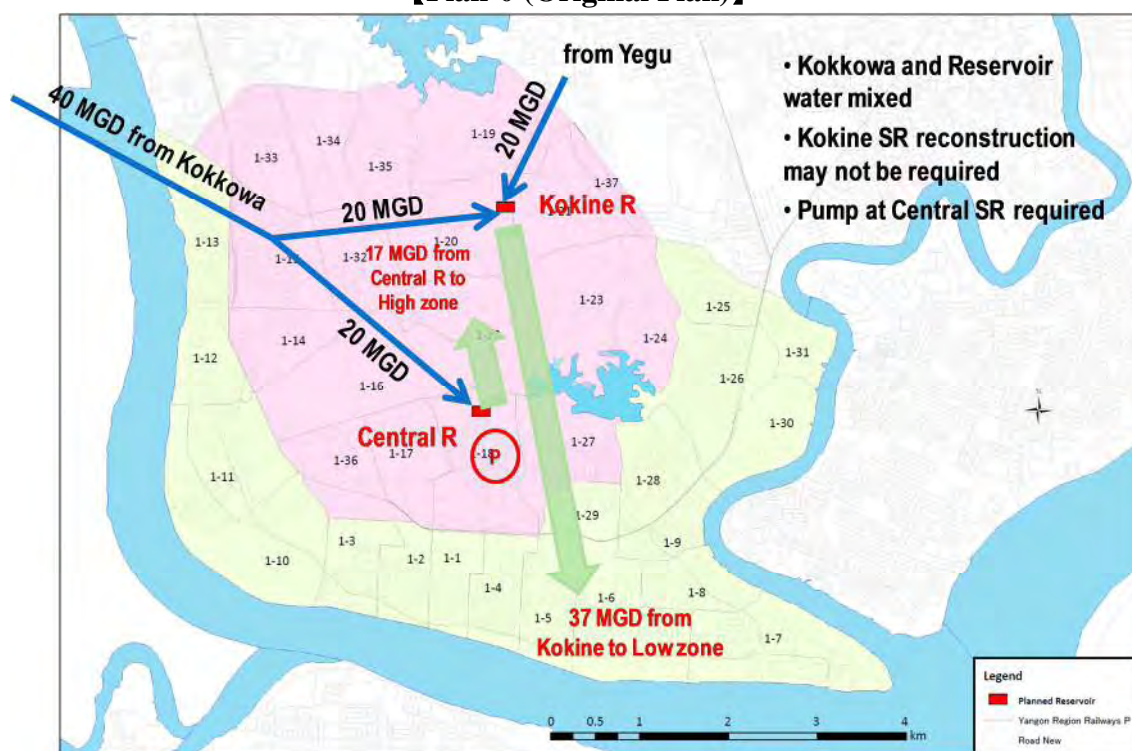 【Plan-0 (Original Plan)】
from Yegu
• Kokkowa and Reservoir
water mixed
• Kokine SR reconstruction
may not be required
• Pump at Central SR required
40 MGD from Kokkowa
20 MGD
20 MGD
Kokine R
17 MGD from
Central R to
High zone
20 MGD
Central R
P
37 MGD from
Kokine to Low zone
1-33
1-34
1-35
1-19
1-37
1-13
1-32
1-20
1-23
1-24
1-25
1-31
1-12
1-14
1-16
1-26
1-30
1-36
1-17
1-18
1-27
1-28
1-11
1-29
1-10
1-3
1-2
1-1
1-4
1-9
1-5
1-6
1-8
1-7
N
0 0.5 1 2 3 4
km
Legend
Planned Reservoir
Yangon Region Railways P
Road New